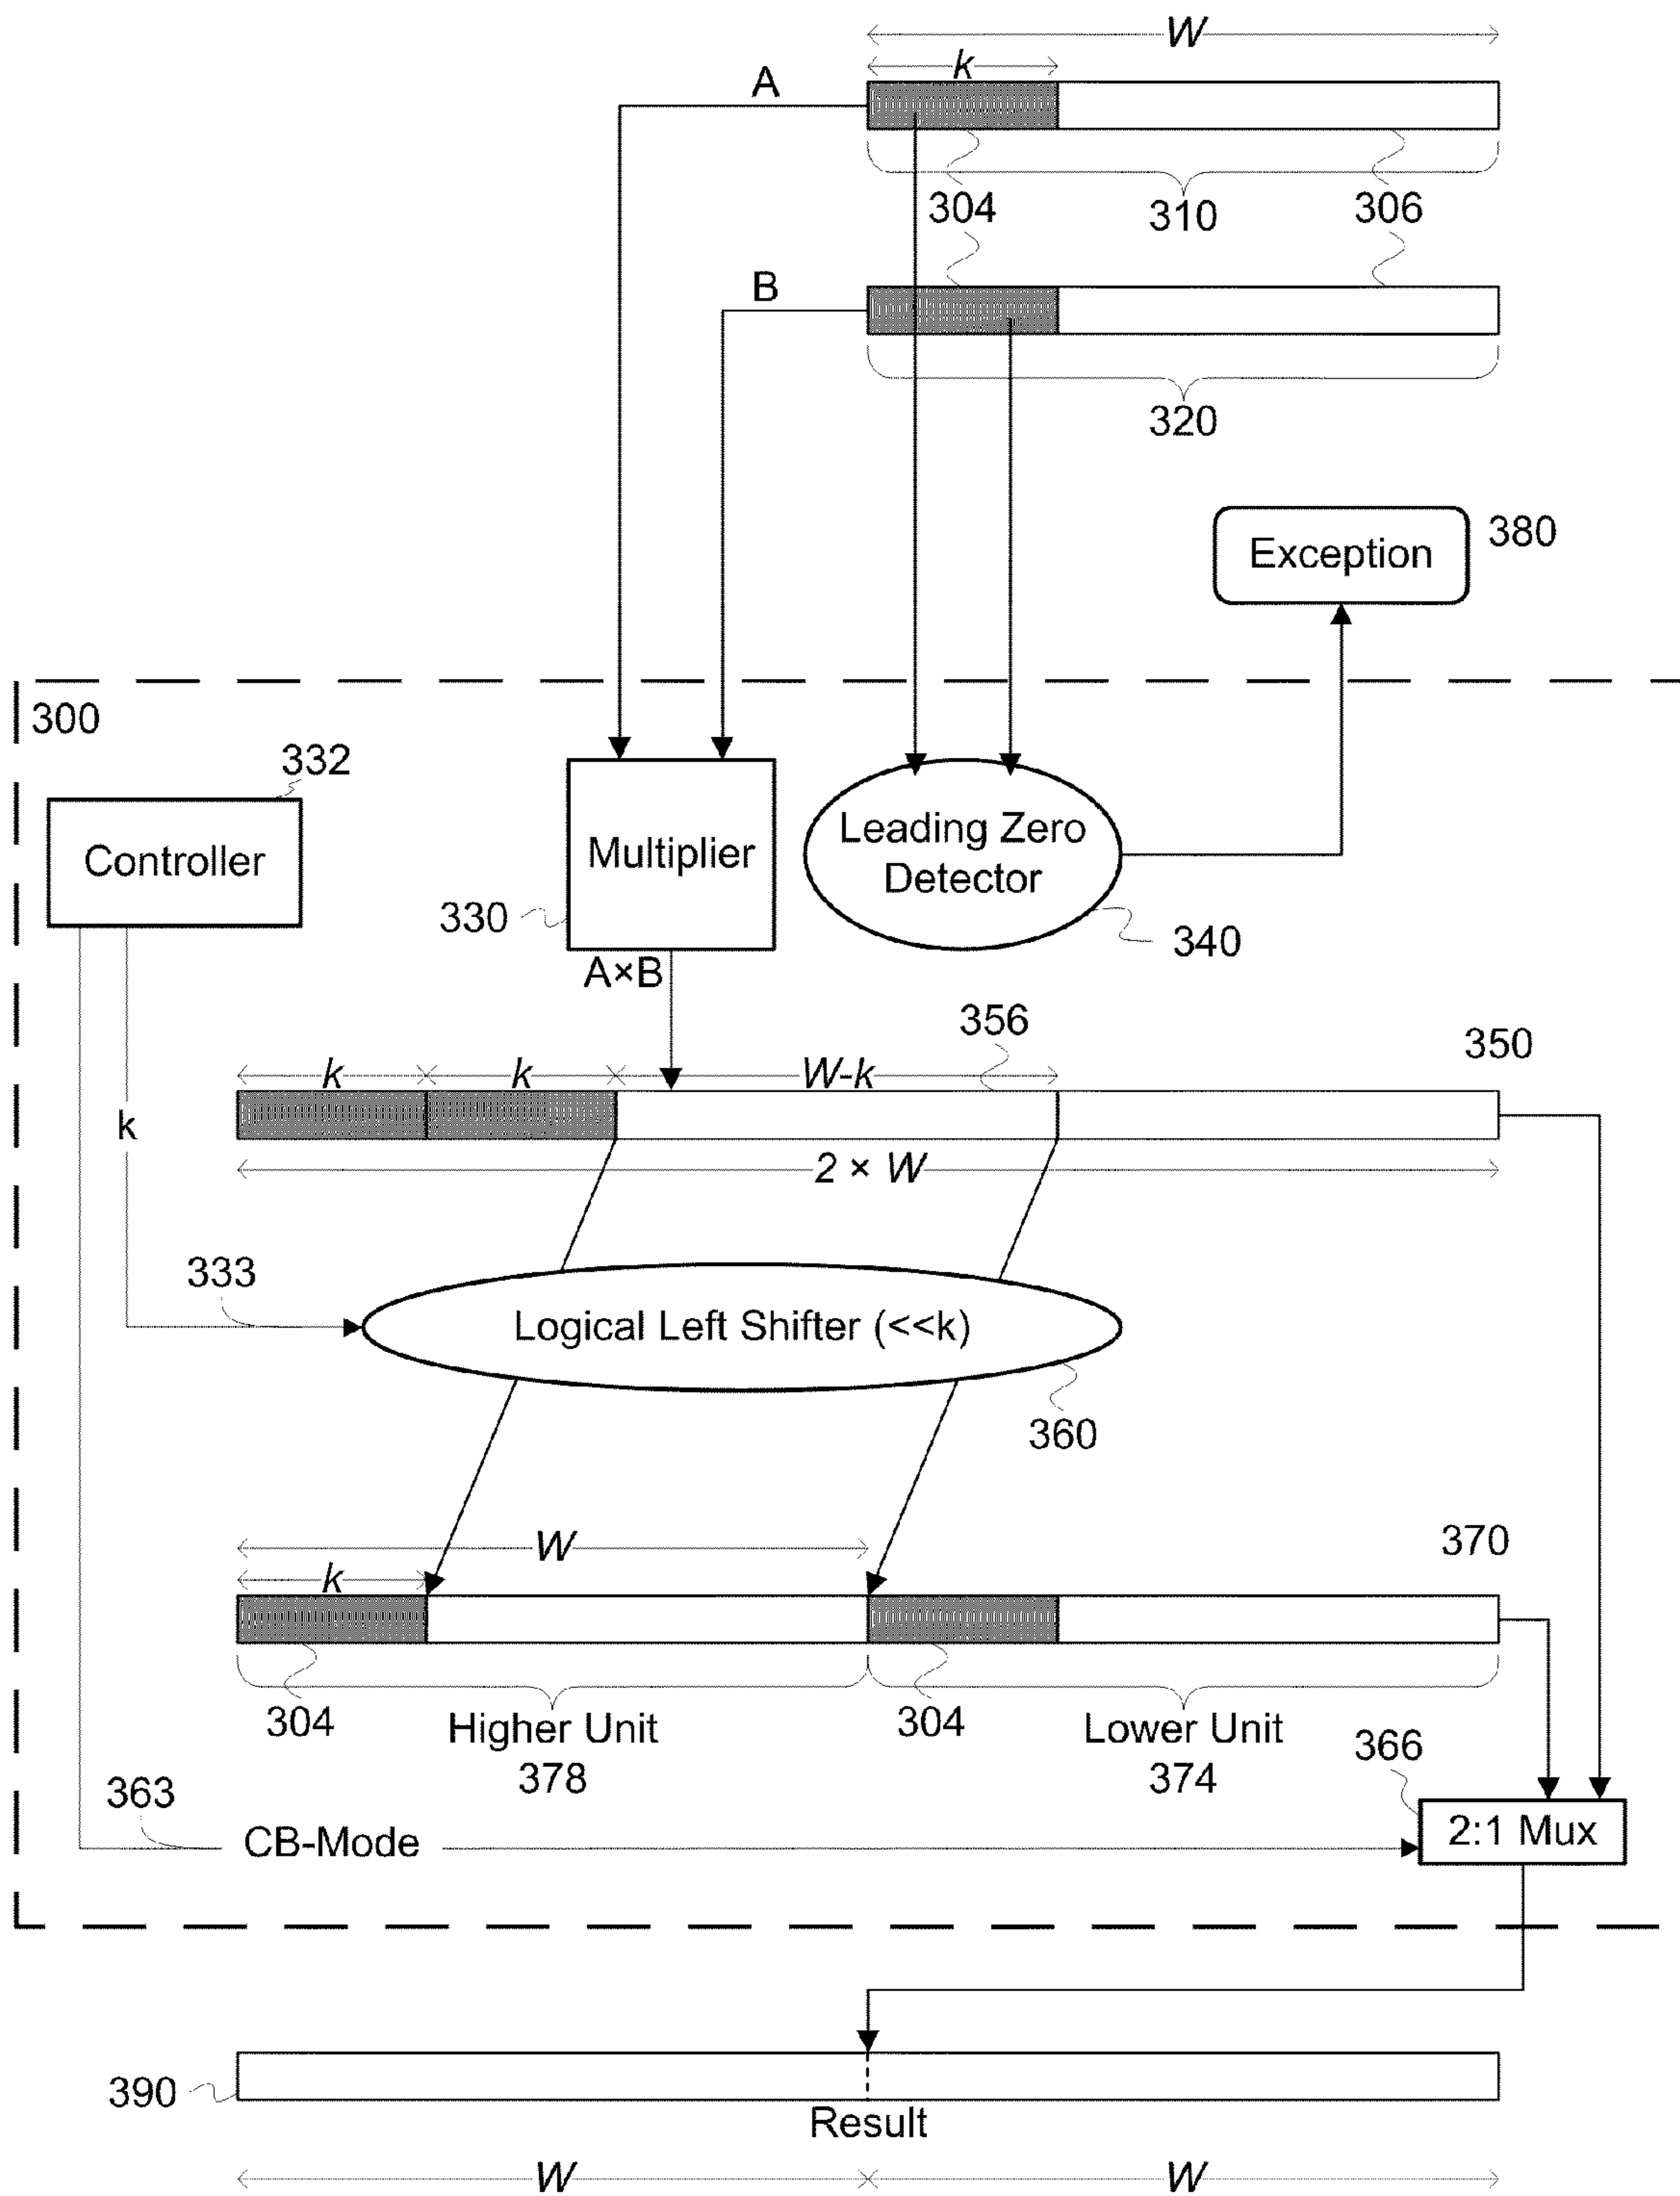 W
k
A
304
310
306
B
320
Exception
380
300
332
Controller
Multiplier
Leading Zero
Detector
330
340
A×B
356
350
k
k
W-k
k
2 × W
333
Logical Left Shifter (<<k)
360
W
370
k
304
Higher Unit
378
304
Lower Unit
374
366
363
CB-Mode
2:1 Mux
390
Result
W
W